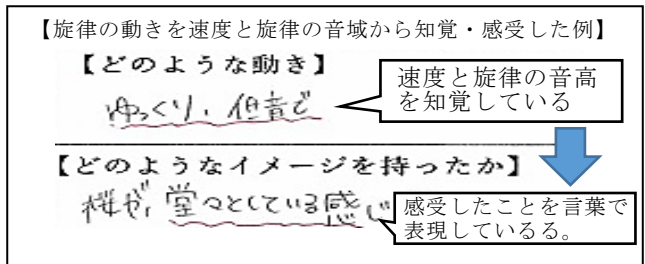 【旋律の動きを速度と旋律の音域から知覚・感受した例】
【どのような動き】
ゆっくり、低音で
速度と旋律の音高
を知覚している
【どのようなイメージを持ったか】
桜が、堂々としている感じ
感受したことを言葉で
表現しているる。